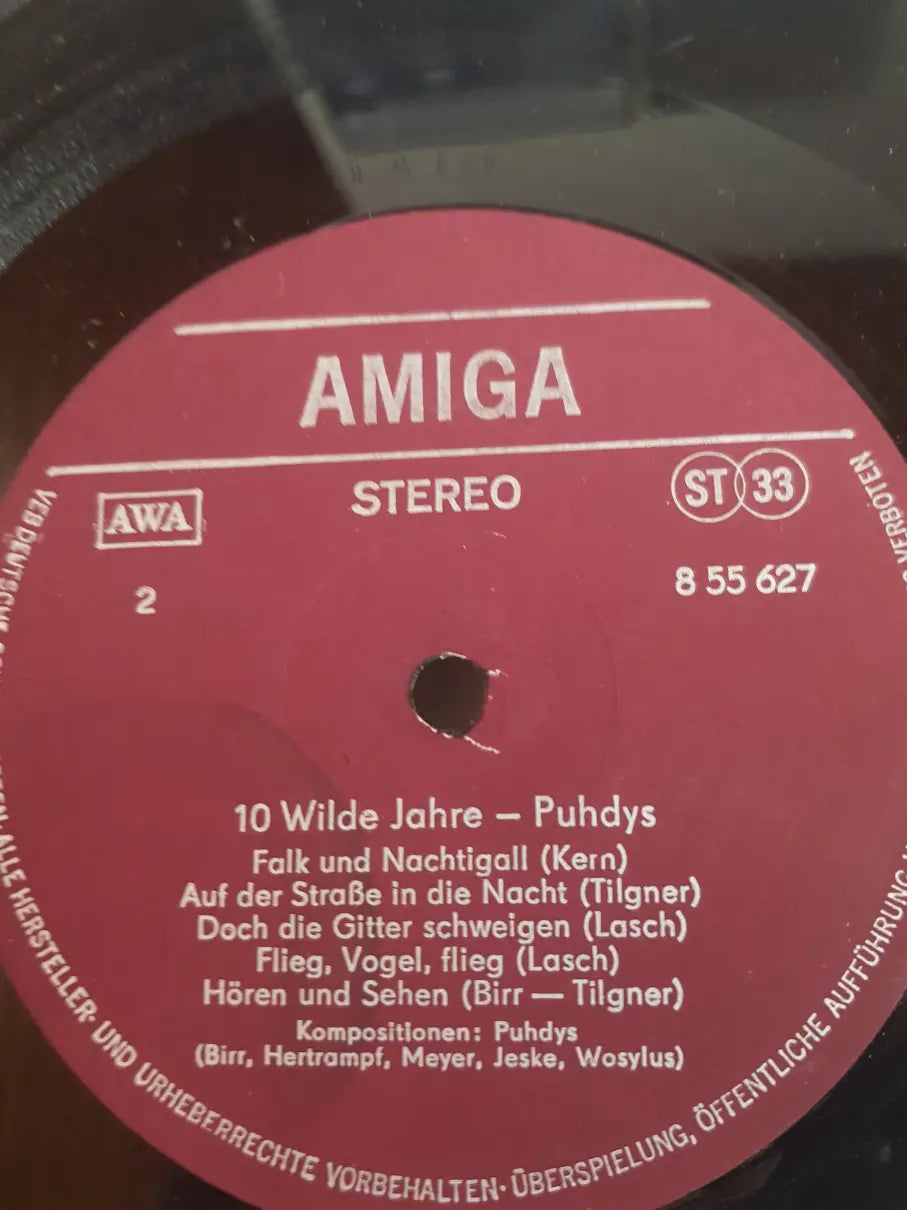 AMIGA
STEREO
AWA
ST 33
2
8 55 627
10 Wilde Jahre – Puhdys
Falk und Nachtigall (Kern)
Auf der Straße in die Nacht (Tilgner)
Doch die Gitter schweigen (Lasch)
Flieg, Vogel, flieg (Lasch)
Hören und Sehen (Birr — Tilgner)
Kompositionen: Puhdys
(Birr, Hertrampf, Meyer, Jeske, Wosylus)
VEB DEUTSCHE
ALLE HERSTELLER- UND URHEBERRECHTE VORBEHALTEN · ÜBERSPIELUNG, ÖFFENTLICHE AUFFÜHRUNG
VERBOTEN